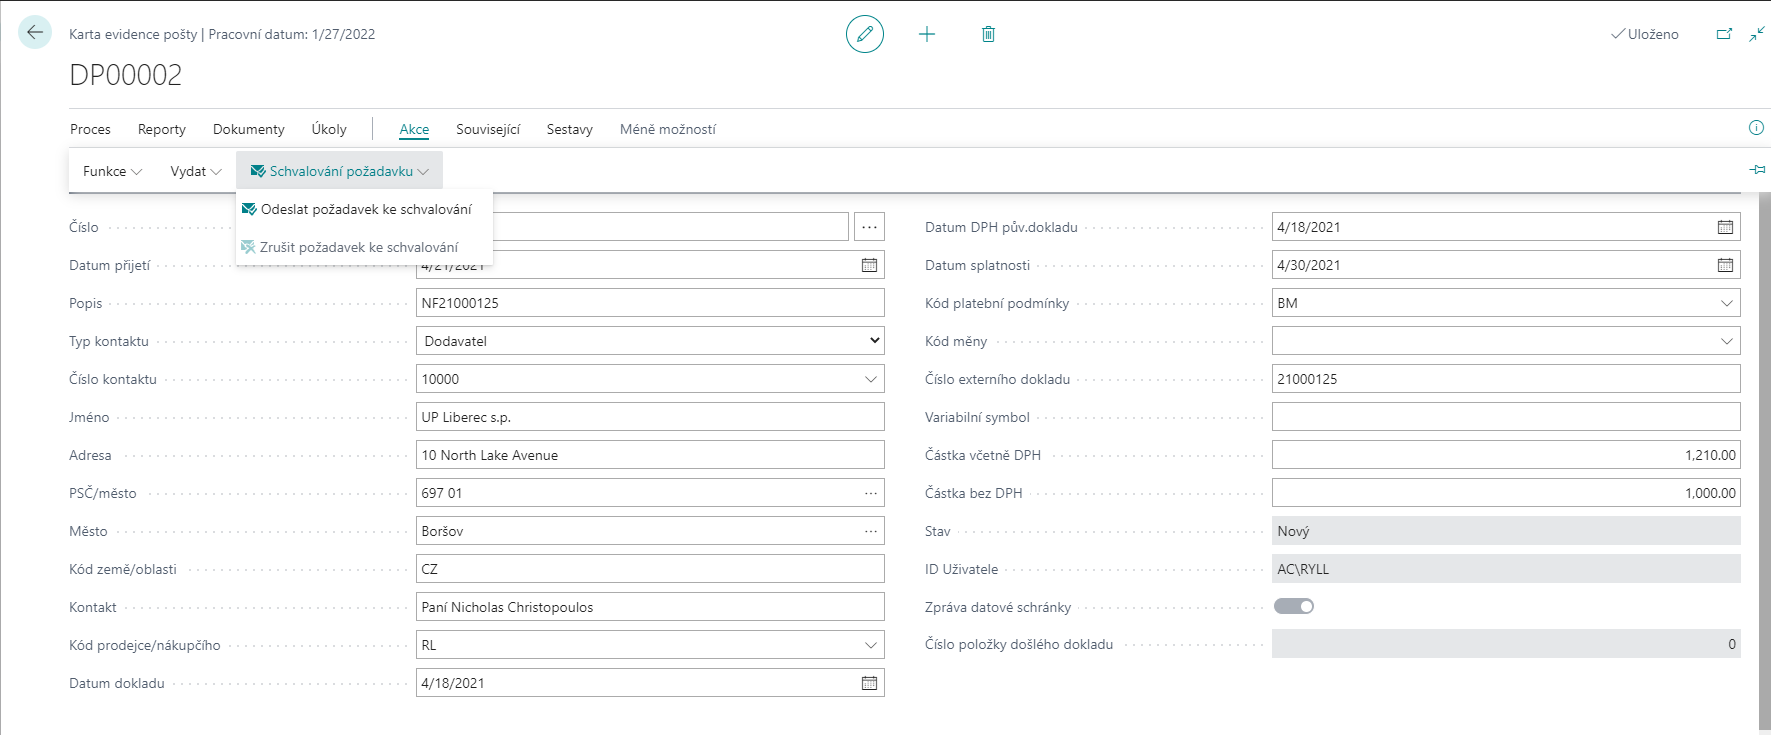 Karta evidence pošty | Pracovní datum: 1/27/2022
Uloženo
DP00002
Proces Reporty Dokumenty Úkoly Akce Související Sestavy Méně možností
Funkce Vydat Schvalování požadavku
Odeslat požadavek ke schvalování
Zrušit požadavek ke schvalování
Číslo
Datum přijetí 4/21/2021
Popis NF21000125
Typ kontaktu Dodavatel
Číslo kontaktu 10000
Jméno UP Liberec s.p.
Adresa 10 North Lake Avenue
PSČ/město 697 01
Město Boršov
Kód země/oblasti CZ
Kontakt Paní Nicholas Christopoulos
Kód prodejce/nákupčího RL
Datum dokladu 4/18/2021
Datum DPH pův.dokladu 4/18/2021
Datum splatnosti 4/30/2021
Kód platební podmínky BM
Kód měny
Číslo externího dokladu 21000125
Variabilní symbol
Částka včetně DPH 1,210.00
Částka bez DPH 1,000.00
Stav Nový
ID Uživatele AC\RYLL
Zpráva datové schránky
Číslo položky došlého dokladu 0